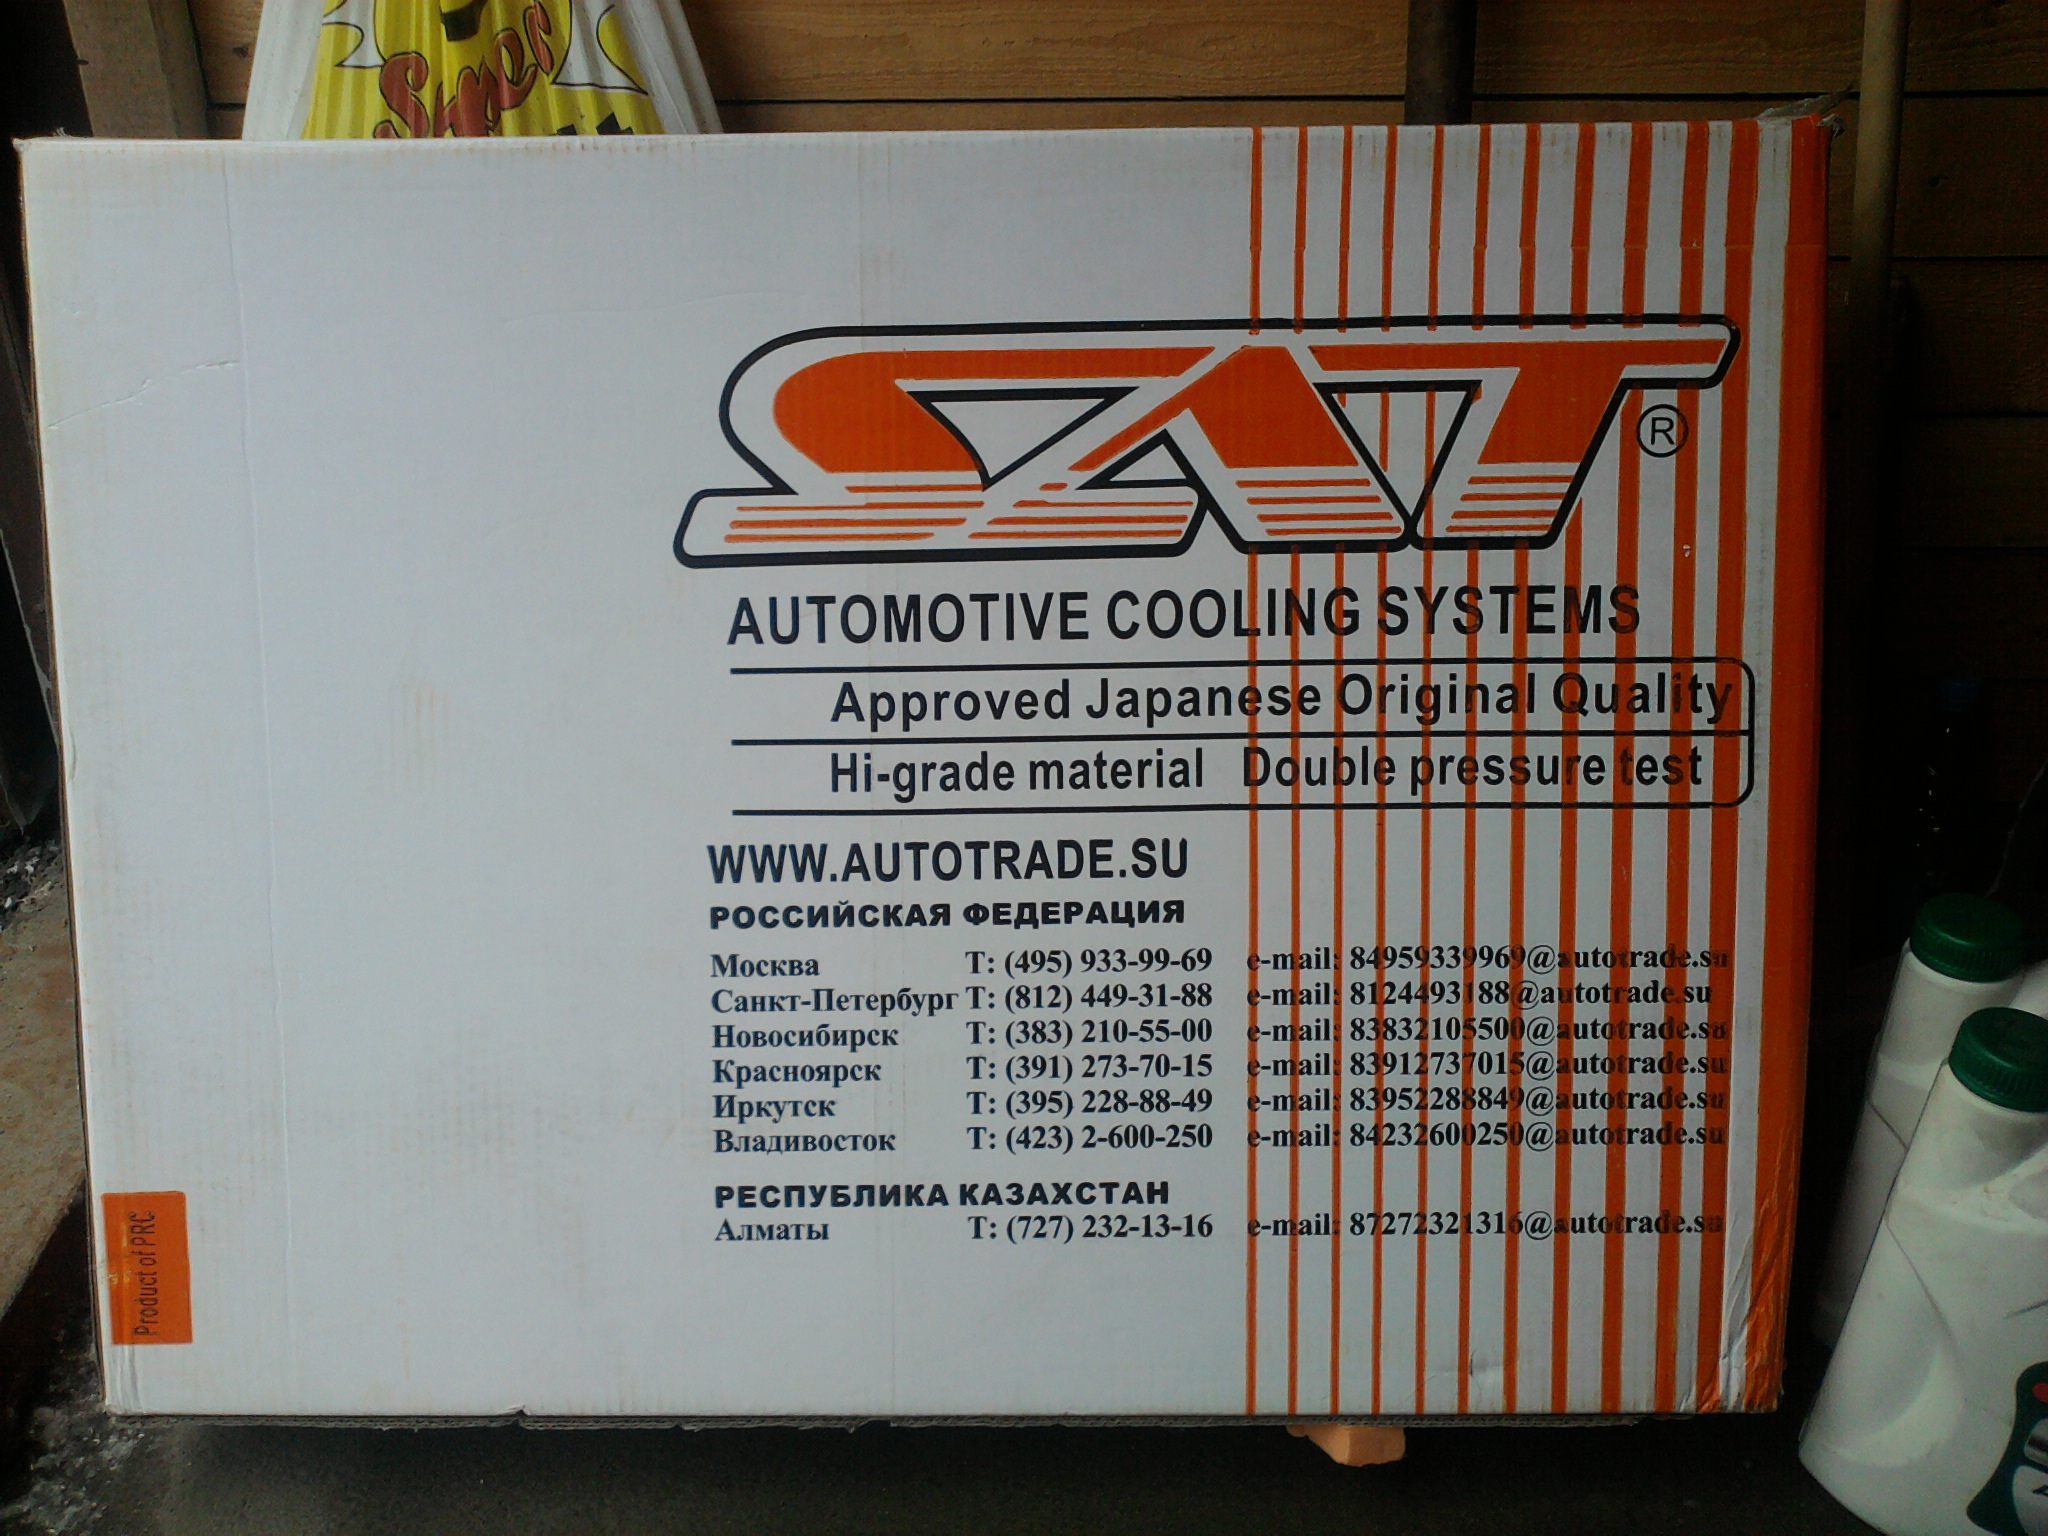 Super
SAT ®
AUTOMOTIVE COOLING SYSTEMS
Approved Japanese Original Quality
Hi-grade material Double pressure test
WWW.AUTOTRADE.SU
РОССИЙСКАЯ ФЕДЕРАЦИЯ
Москва Т: (495) 933-99-69 e-mail: 84959339969@autotrade.su
Санкт-Петербург Т: (812) 449-31-88 e-mail: 8124493188@autotrade.su
Новосибирск Т: (383) 210-55-00 e-mail: 83832105500@autotrade.su
Красноярск Т: (391) 273-70-15 e-mail: 83912737015@autotrade.su
Иркутск Т: (395) 228-88-49 e-mail: 83952288849@autotrade.su
Владивосток Т: (423) 2-600-250 e-mail: 84232600250@autotrade.su
РЕСПУБЛИКА КАЗАХСТАН
Алматы Т: (727) 232-13-16 e-mail: 87272321316@autotrade.su
Product of PRC